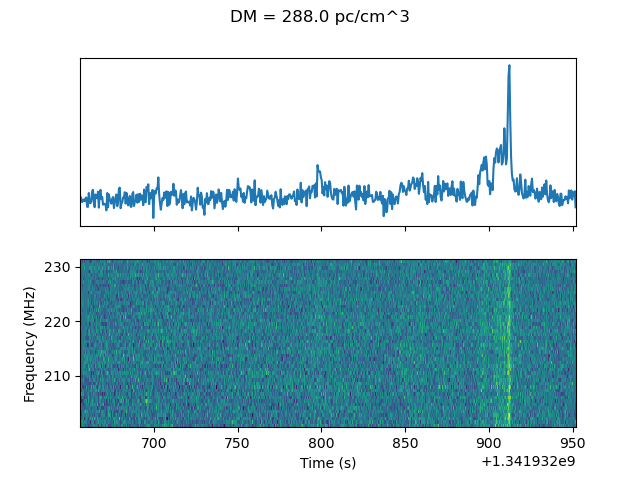 DM = 288.0 pc/cm^3
230
220
210
Frequency (MHz)
700 750 800 850 900 950
Time (s)
+1.341932e9